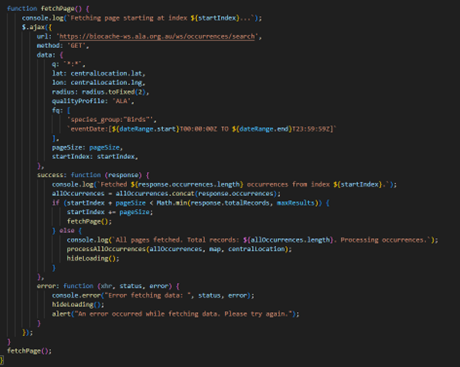 function fetchPage() {
console.log(`Fetching page starting at index ${startIndex}...`);
$.ajax({
url: 'https://biocache-ws.ala.org.au/ws/occurrences/search',
method: 'GET',
data: {
q: '*:*',
lat: centralLocation.lat,
lon: centralLocation.lng,
radius: radius.toFixed(2),
qualityProfile: 'ALA',
fq: [
'species_group:"Birds"',
`eventDate:[${dateRange.start}T00:00:00Z TO ${dateRange.end}T23:59:59Z]`
],
pageSize: pageSize,
startIndex: startIndex,
},
success: function (response) {
console.log(`Fetched ${response.occurrences.length} occurrences from index ${startIndex}.`);
allOccurrences = allOccurrences.concat(response.occurrences);
if (startIndex + pageSize < Math.min(response.totalRecords, maxResults)) {
startIndex += pageSize;
fetchPage();
} else {
console.log(`All pages fetched. Total records: ${allOccurrences.length}. Processing occurrences.`);
processAllOccurrences(allOccurrences, map, centralLocation);
hideLoading();
}
},
error: function (xhr, status, error) {
console.error("Error fetching data: ", status, error);
hideLoading();
alert("An error occurred while fetching data. Please try again.");
}
});
}
fetchPage();
}